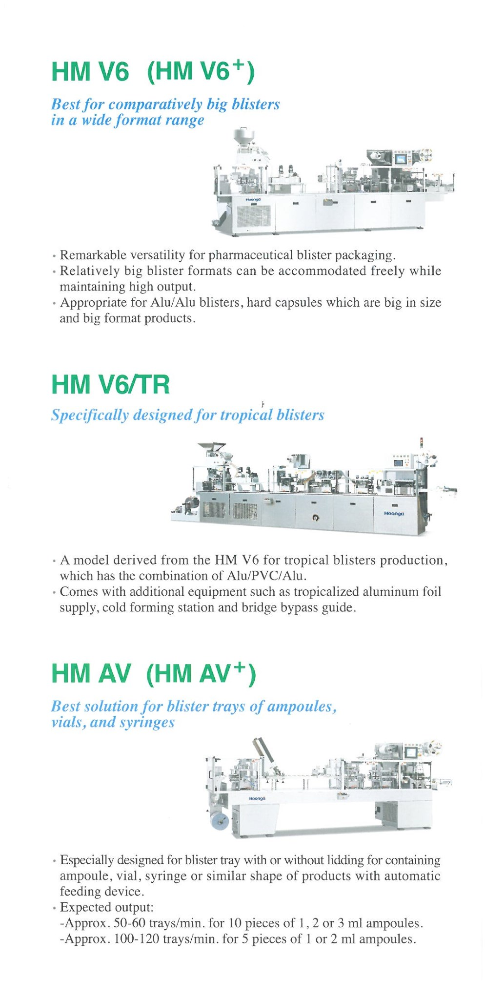 HM V6 (HM V6+)
Best for comparatively big blisters
in a wide format range
Hoonga
• Remarkable versatility for pharmaceutical blister packaging.
• Relatively big blister formats can be accommodated freely while
maintaining high output.
• Appropriate for Alu/Alu blisters, hard capsules which are big in size
and big format products.
HM V6/TR
Specifically designed for tropical blisters
Hoonga
• A model derived from the HM V6 for tropical blisters production,
which has the combination of Alu/PVC/Alu.
• Comes with additional equipment such as tropicalized aluminum foil
supply, cold forming station and bridge bypass guide.
HM AV (HM AV+)
Best solution for blister trays of ampoules,
vials, and syringes
Hoonga
• Especially designed for blister tray with or without lidding for containing
ampoule, vial, syringe or similar shape of products with automatic
feeding device.
• Expected output:
-Approx. 50-60 trays/min. for 10 pieces of 1, 2 or 3 ml ampoules.
-Approx. 100-120 trays/min. for 5 pieces of 1 or 2 ml ampoules.